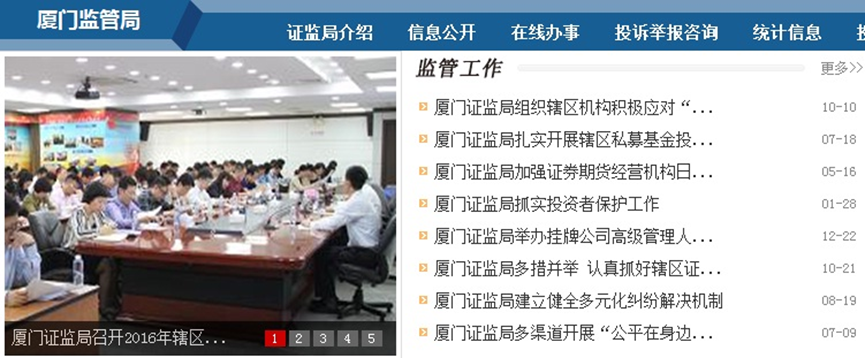 厦门监管局
证监局介绍 信息公开 在线办事 投诉举报咨询 统计信息
监管工作 更多>>
厦门证监局组织辖区机构积极应对“... 10-10
厦门证监局扎实开展辖区私募基金投... 07-18
厦门证监局加强证券期货经营机构日... 05-16
厦门证监局抓实投资者保护工作 01-28
厦门证监局举办挂牌公司高级管理人... 12-22
厦门证监局多措并举 认真抓好辖区证... 10-21
厦门证监局建立健全多元化纠纷解决机制 08-19
厦门证监局多渠道开展“公平在身边... 07-09
厦门证监局召开2016年辖区... 1 2 3 4 5